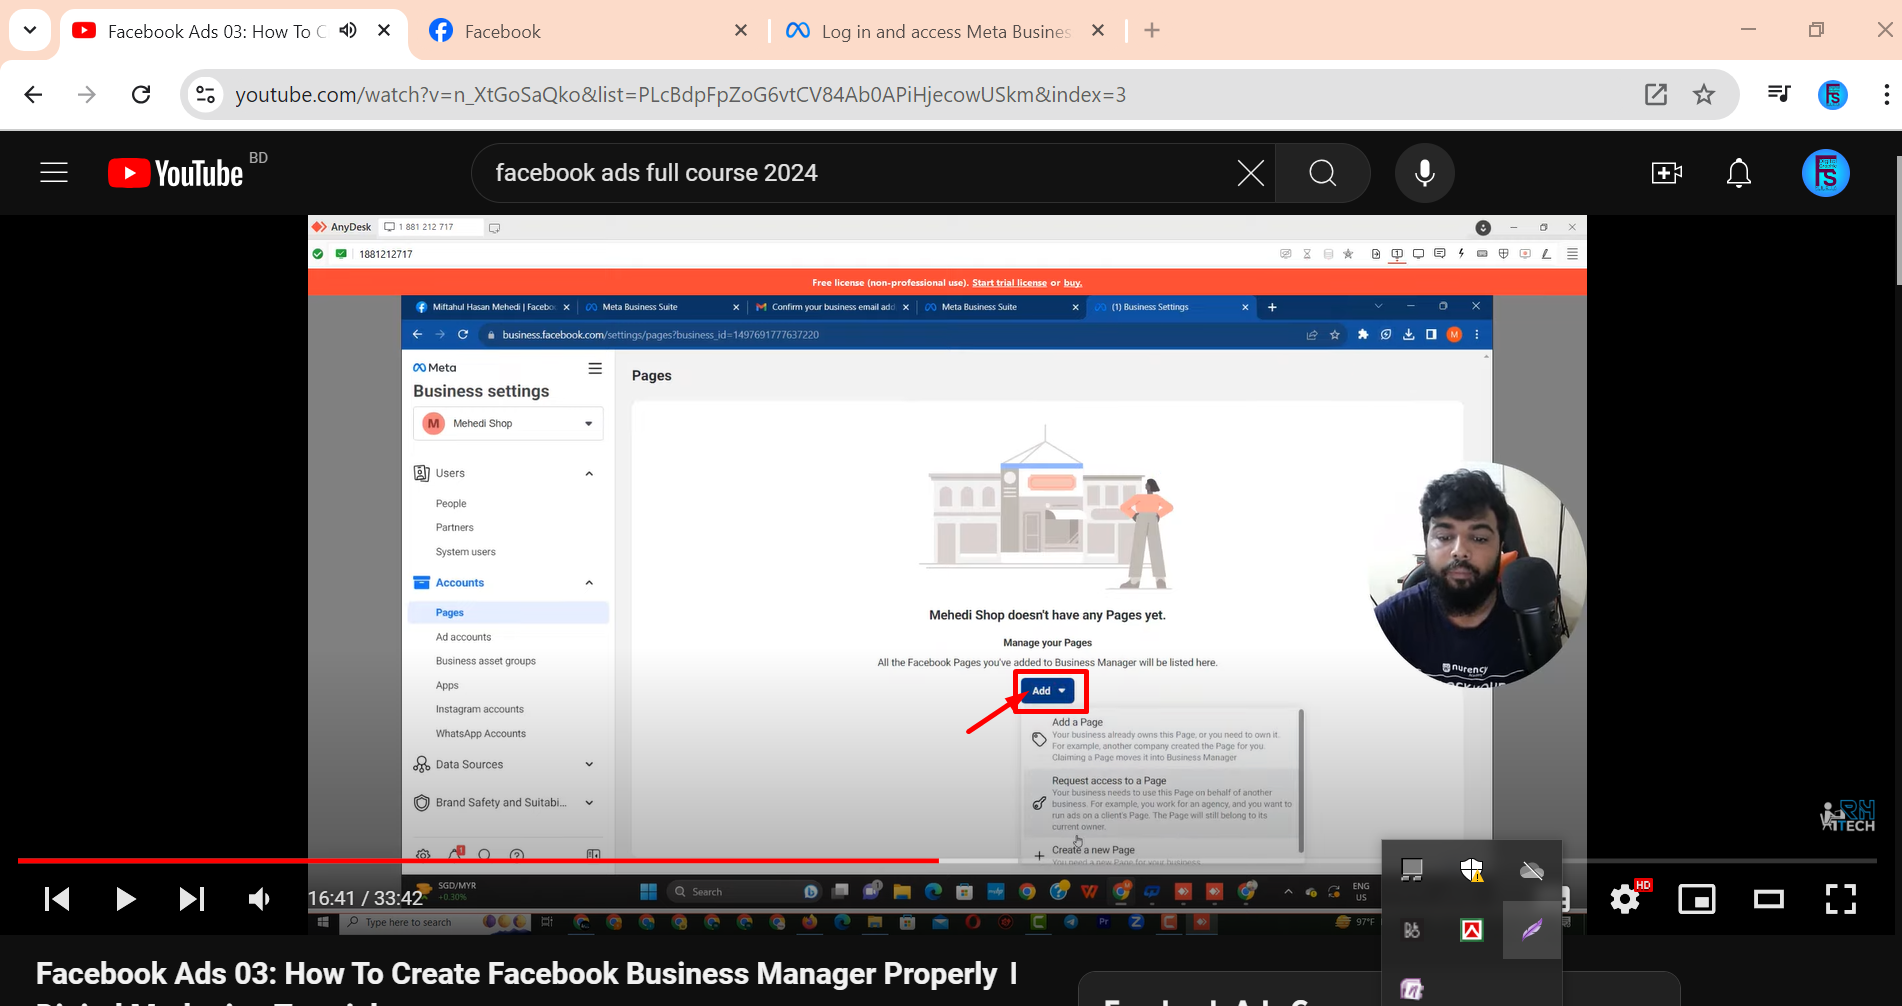 Facebook Ads 03: How To C
Facebook
Log in and access Meta Busines
youtube.com/watch?v=n_XtGoSaQko&list=PLcBdpFpZoG6vtCV84Ab0APiHjecowUSkm&index=3
YouTube BD
facebook ads full course 2024
AnyDesk 1 881 212 717
1881212717
Free license (non-professional use). Start trial license or buy.
Miftahul Hasan Mehedi | Facebo
Meta Business Suite
Confirm your business email add
Meta Business Suite
(1) Business Settings
business.facebook.com/settings/pages?business_id=1497691777637220
Meta
Business settings
M Mehedi Shop
Users
People
Partners
System users
Accounts
Pages
Ad accounts
Business asset groups
Apps
Instagram accounts
WhatsApp Accounts
Data Sources
Brand Safety and Suitabi...
Pages
Mehedi Shop doesn't have any Pages yet.
Manage your Pages
All the Facebook Pages you've added to Business Manager will be listed here.
Add
Add a Page
Your business already owns this Page, or you need to own it.
For example, another company created the Page for you.
Claiming a Page moves it into Business Manager
Request access to a Page
Your business needs to use this Page on behalf of another
business. For example, you work for an agency, and you want to
run ads on a client's Page. The Page will still belong to its
current owner.
Create a new Page
You need a new Page for your business
nurency
RH
TECH
SGD/MYR
+0.30%
Search
ENG
US
16:41 / 33:42
HD
Type here to search
97°F
Facebook Ads 03: How To Create Facebook Business Manager Properly |